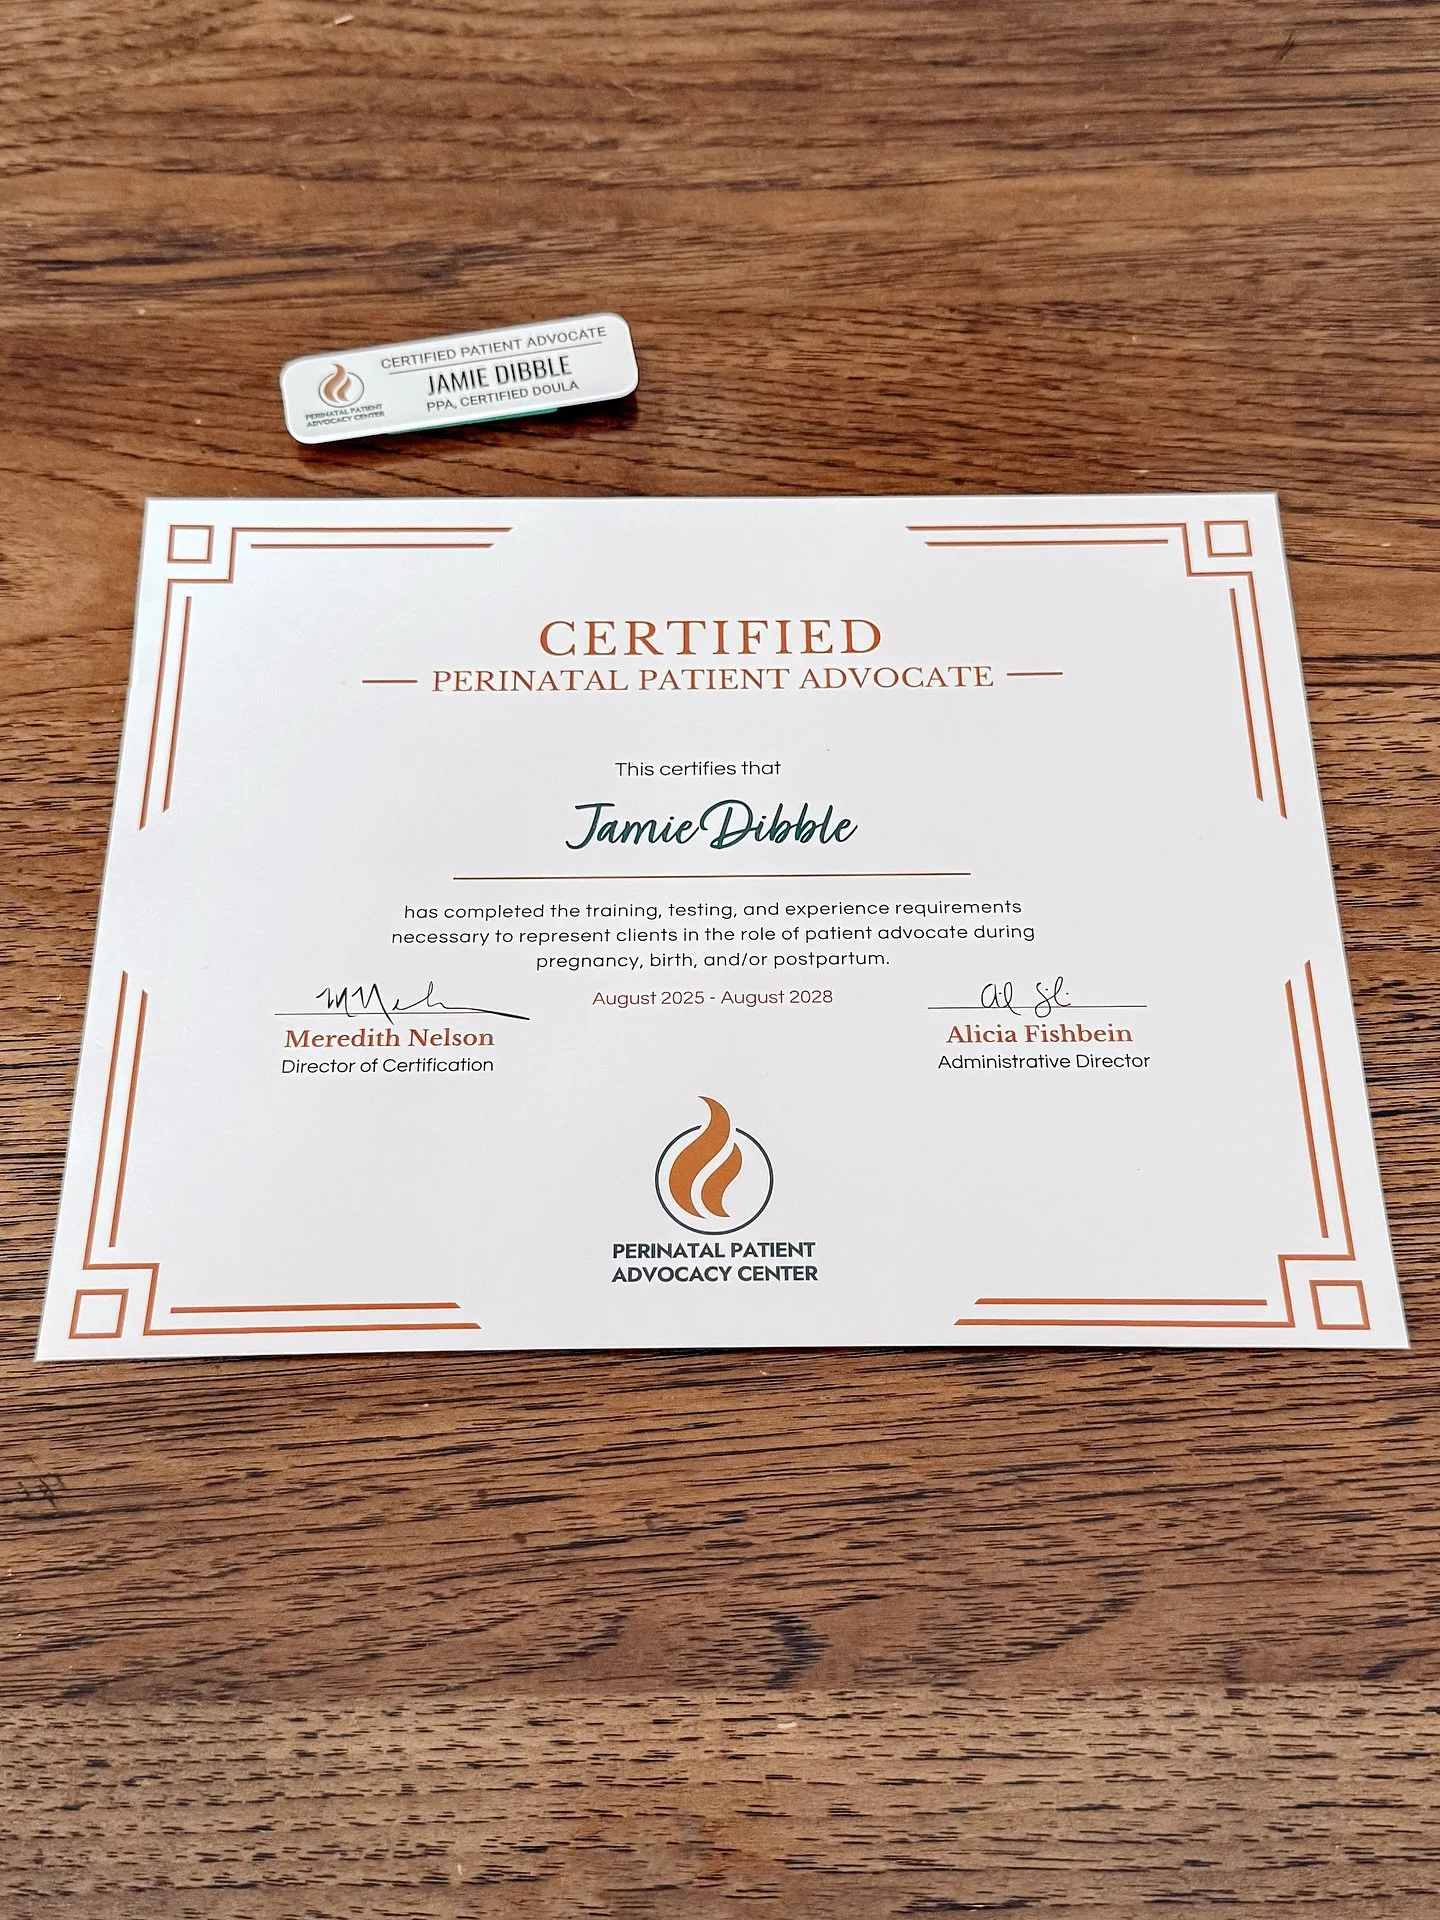 CERTIFIED PATIENT ADVOCATE
JAMIE DIBBLE
PPA, CERTIFIED DOULA
PERINATAL PATIENT
ADVOCACY CENTER
CERTIFIED
PERINATAL PATIENT ADVOCATE
This certifies that
Jamie Dibble
has completed the training, testing, and experience requirements
necessary to represent clients in the role of patient advocate during
pregnancy, birth, and/or postpartum.
August 2025 - August 2028
Meredith Nelson
Director of Certification
Alicia Fishbein
Administrative Director
PERINATAL PATIENT
ADVOCACY CENTER